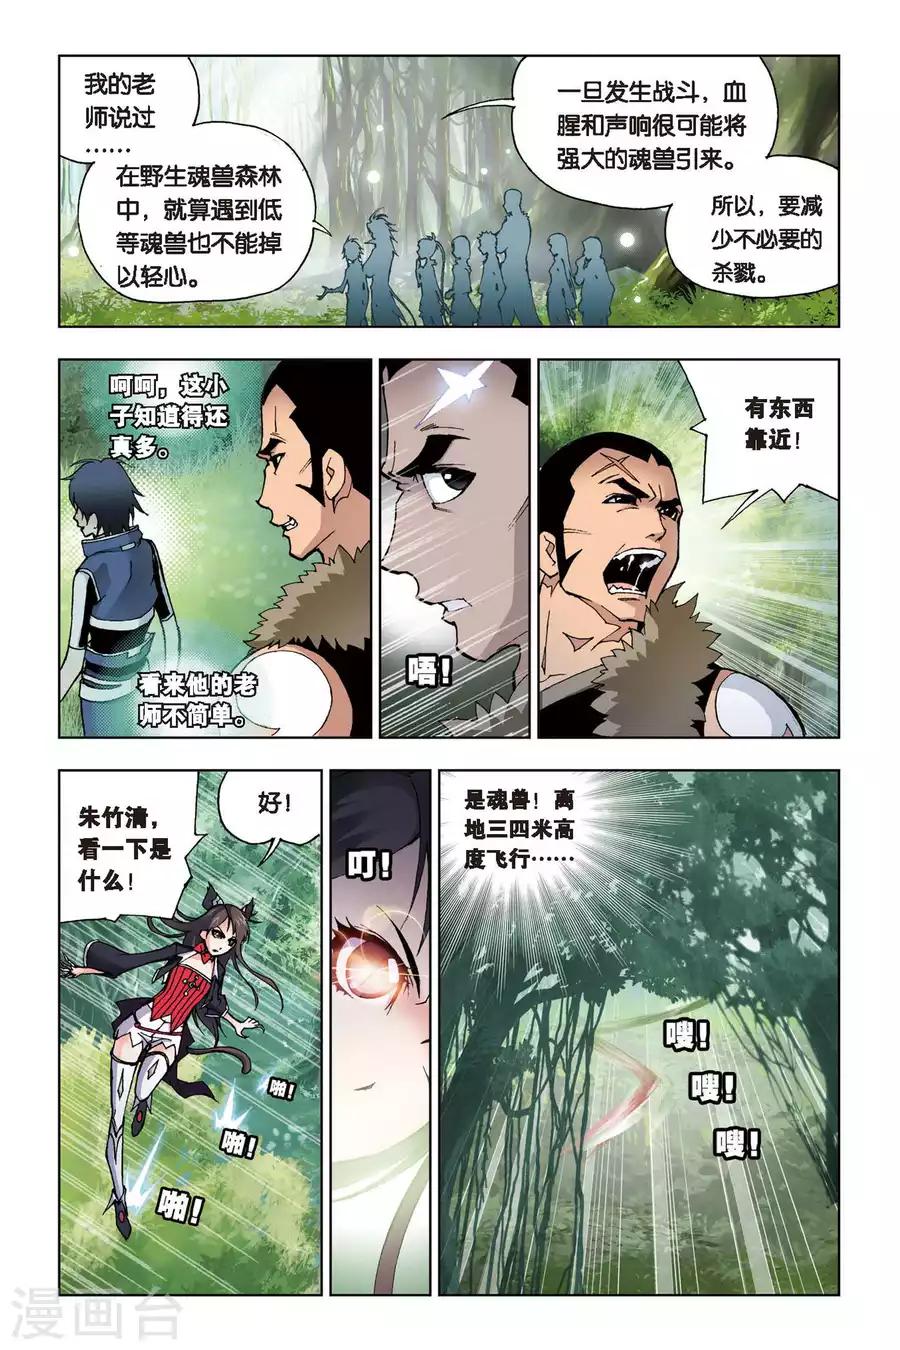 我的老
师说过
……
在野生魂兽森林
中，就算遇到低
等魂兽也不能掉
以轻心。
一旦发生战斗，血
腥和声响很可能将
强大的魂兽引来。
所以，要减
少不必要的
杀戮。
呵呵，这小
子知道得还
真多。
看来他的老
师不简单。
唔！
有东西
靠近！
朱竹清，
看一下是
什么！
好！
啪！
啪！
啪！
叮！
是魂兽！离
地三四米高
度飞行……
嗖！
嗖！
嗖！
漫画台